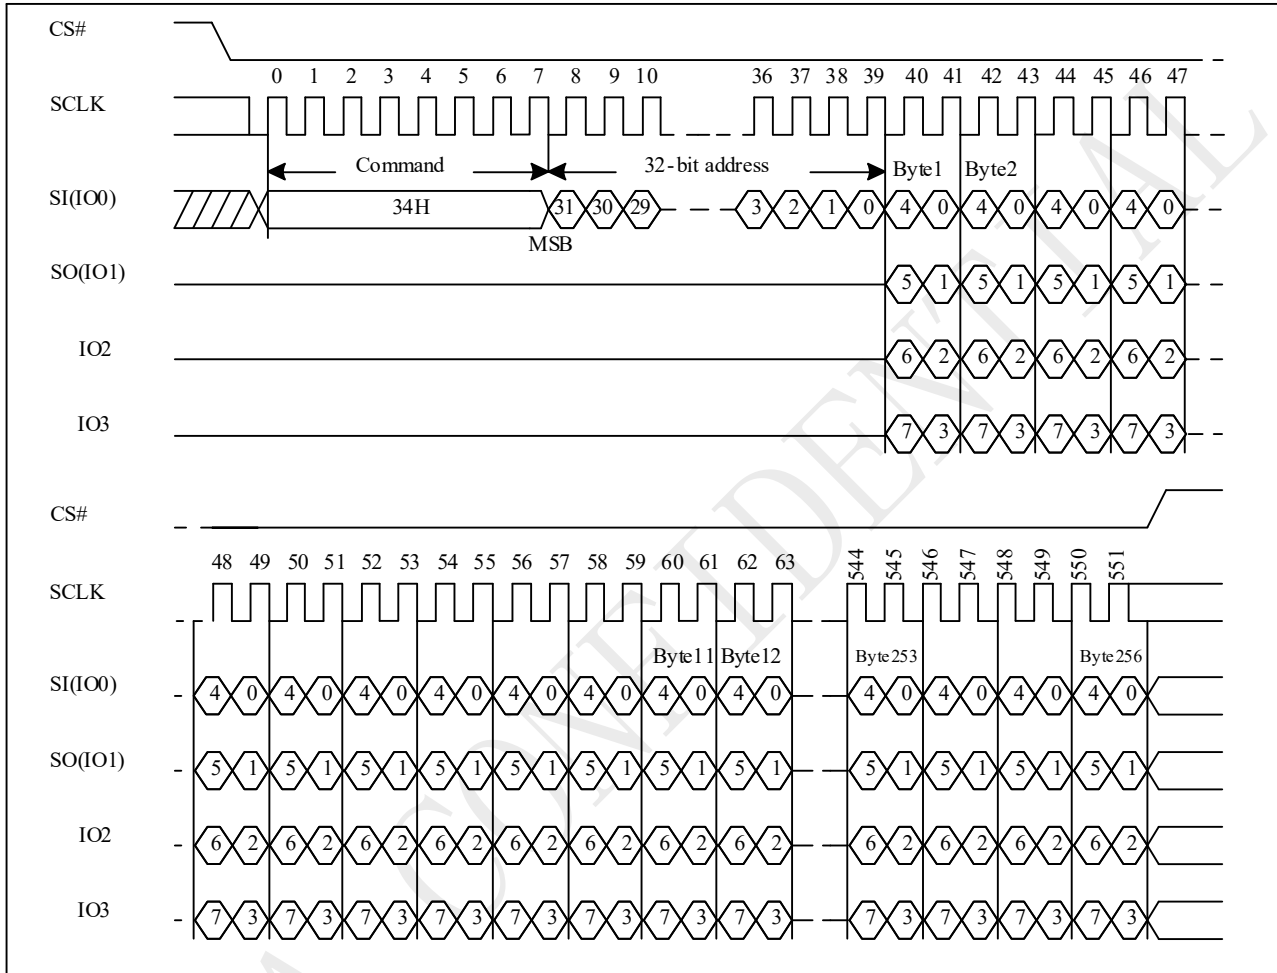 CS#
0 1 2 3 4 5 6 7 8 9 10 36 37 38 39 40 41 42 43 44 45 46 47
SCLK
Command 32-bit address Byte1 Byte2
SI(IO0) 34H 31 30 29 3 2 1 0 4 0 4 0 4 0 4 0
MSB
SO(IO1) 5 1 5 1 5 1 5 1
IO2 6 2 6 2 6 2 6 2
IO3 7 3 7 3 7 3 7 3
CS#
48 49 50 51 52 53 54 55 56 57 58 59 60 61 62 63 544 545 546 547 548 549 550 551
SCLK
Byte11 Byte12 Byte253 Byte256
SI(IO0) 4 0 4 0 4 0 4 0 4 0 4 0 4 0 4 0 4 0 4 0 4 0 4 0
SO(IO1) 5 1 5 1 5 1 5 1 5 1 5 1 5 1 5 1 5 1 5 1 5 1 5 1
IO2 6 2 6 2 6 2 6 2 6 2 6 2 6 2 6 2 6 2 6 2 6 2 6 2
IO3 7 3 7 3 7 3 7 3 7 3 7 3 7 3 7 3 7 3 7 3 7 3 7 3
CONFIDENTIAL